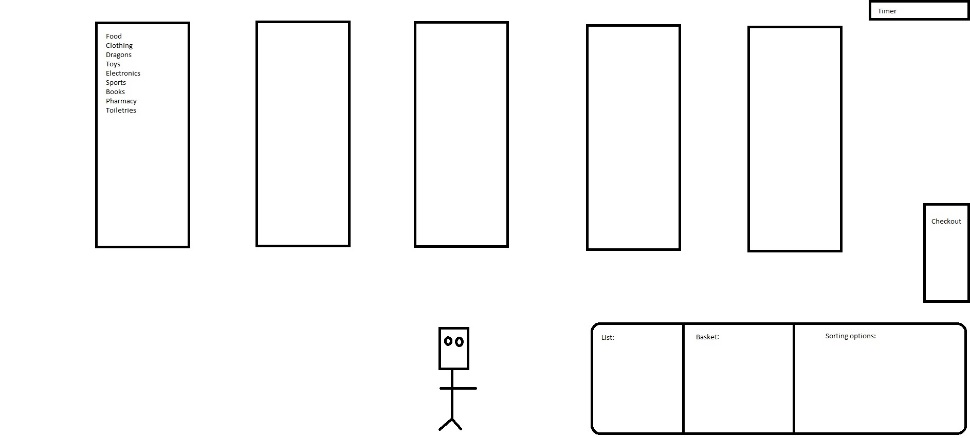 Timer
Food
Clothing
Dragons
Toys
Electronics
Sports
Books
Pharmacy
Toiletries
Checkout
List:
Basket:
Sorting options: